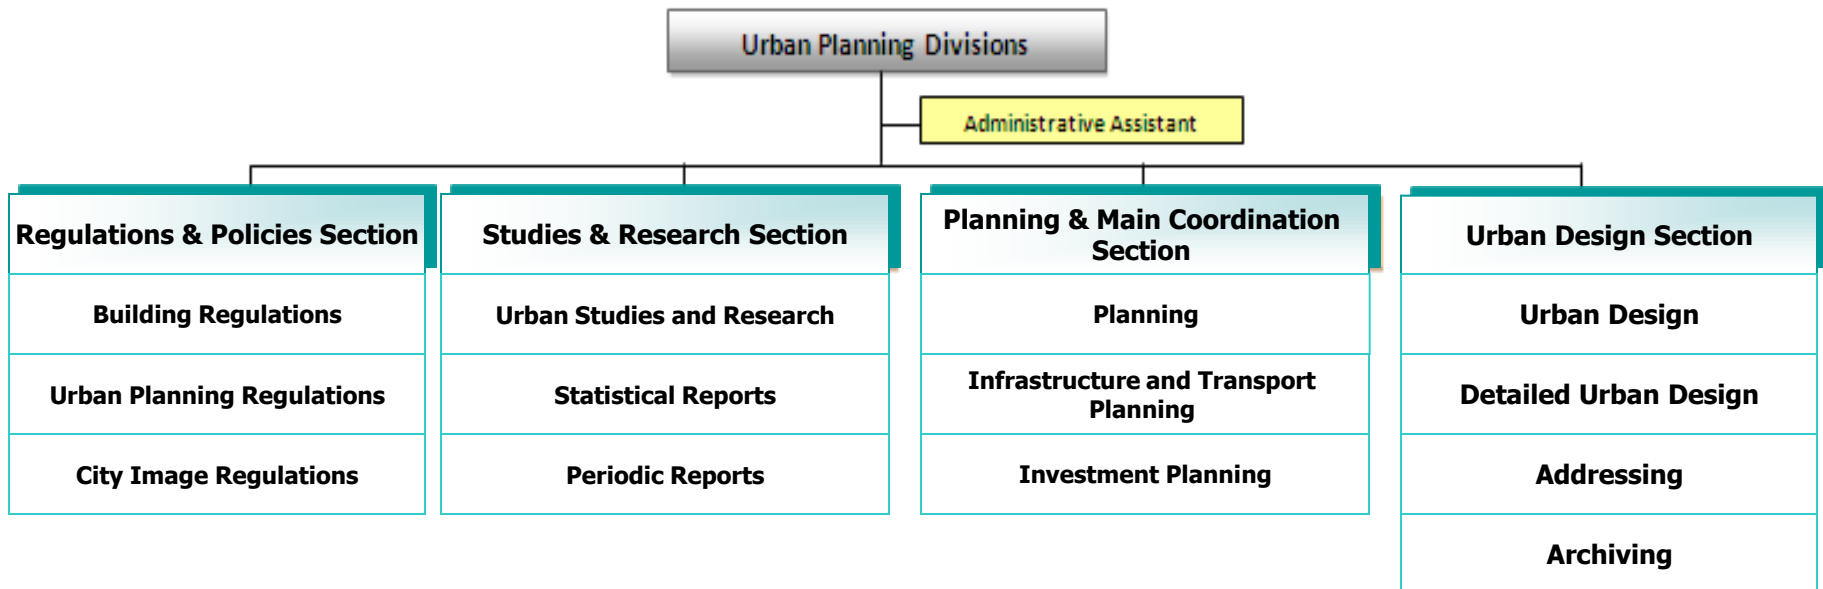 Urban Planning Divisions
Administrative Assistant
Regulations & Policies Section
Building Regulations
Urban Planning Regulations
City Image Regulations
Studies & Research Section
Urban Studies and Research
Statistical Reports
Periodic Reports
Planning & Main Coordination
Section
Planning
Infrastructure and Transport
Planning
Investment Planning
Urban Design Section
Urban Design
Detailed Urban Design
Addressing
Archiving